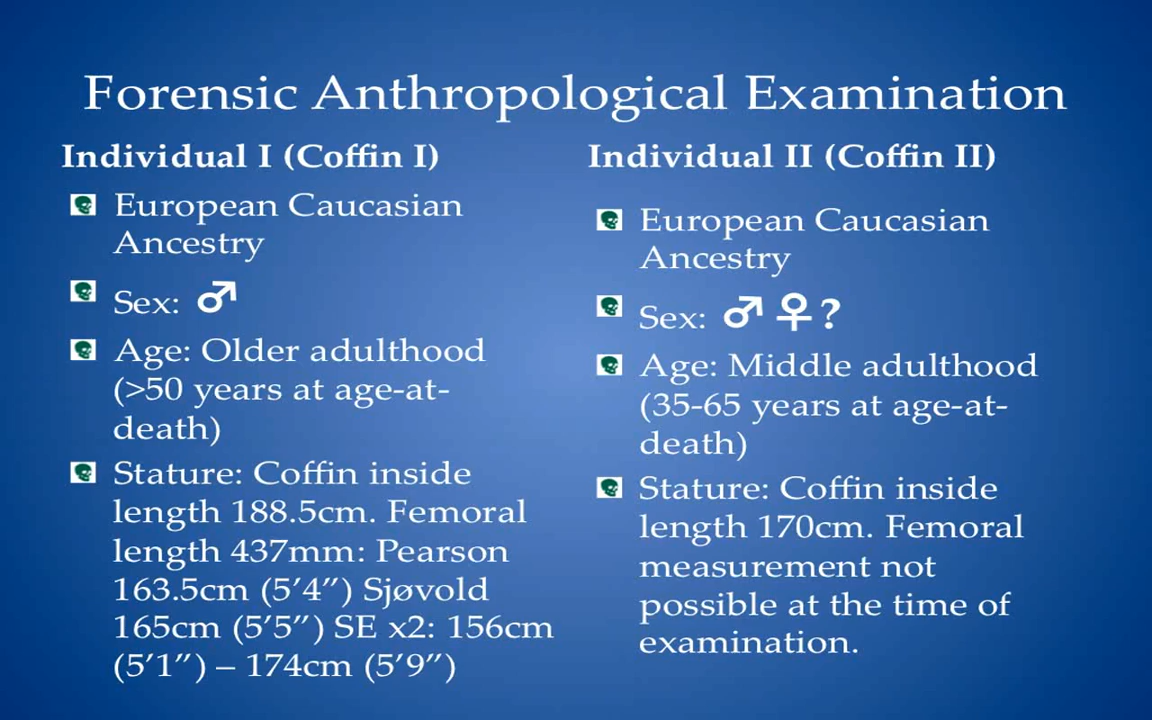 Forensic Anthropological Examination
Individual I (Coffin I)
European Caucasian
Ancestry
Sex: ♂
Age: Older adulthood
(>50 years at age-at-
death)
Stature: Coffin inside
length 188.5cm. Femoral
length 437mm: Pearson
163.5cm (5’4”) Sjøvold
165cm (5’5”) SE x2: 156cm
(5’1”) – 174cm (5’9”)
Individual II (Coffin II)
European Caucasian
Ancestry
Sex: ♂♀?
Age: Middle adulthood
(35-65 years at age-at-
death)
Stature: Coffin inside
length 170cm. Femoral
measurement not
possible at the time of
examination.